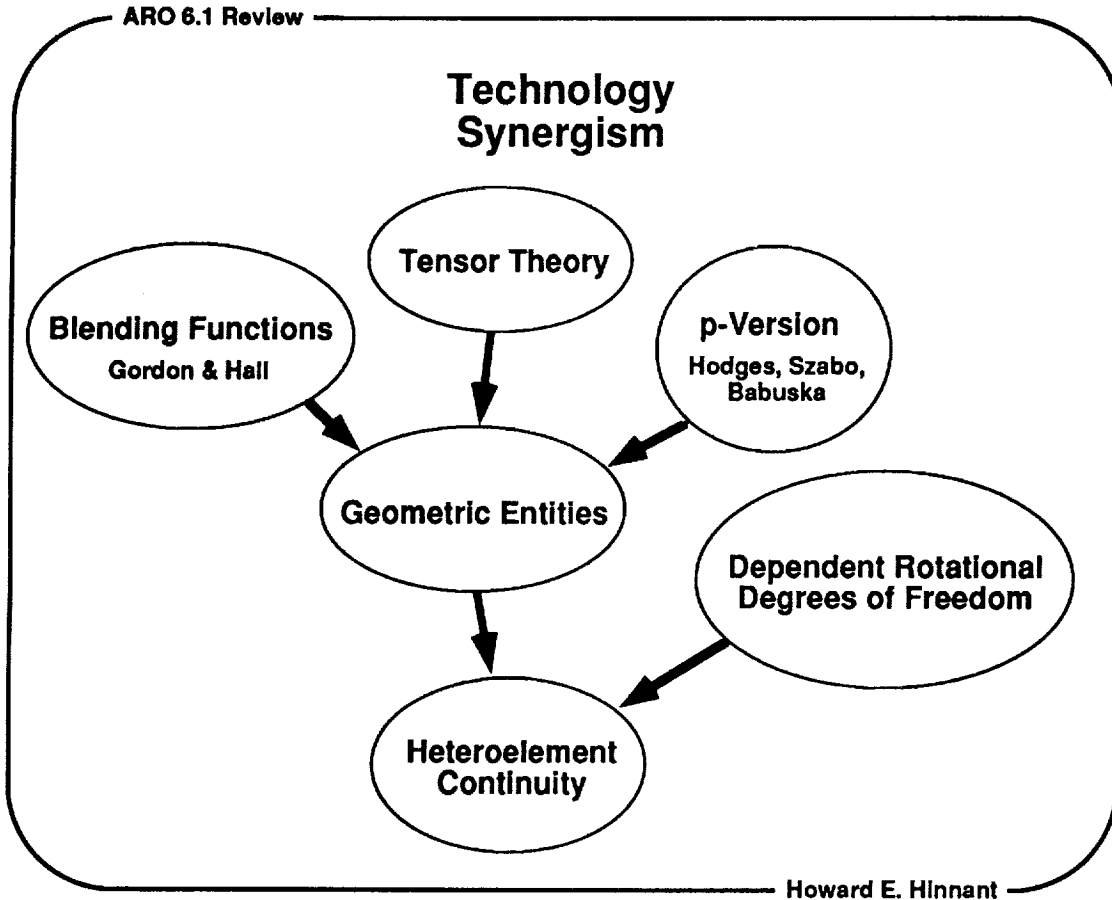 ARO 6.1 Review
Technology
Synergism
Tensor Theory
Blending Functions
Gordon & Hall
p-Version
Hodges, Szabo,
Babuska
Geometric Entities
Dependent Rotational
Degrees of Freedom
Heteroelement
Continuity
Howard E. Hinnant